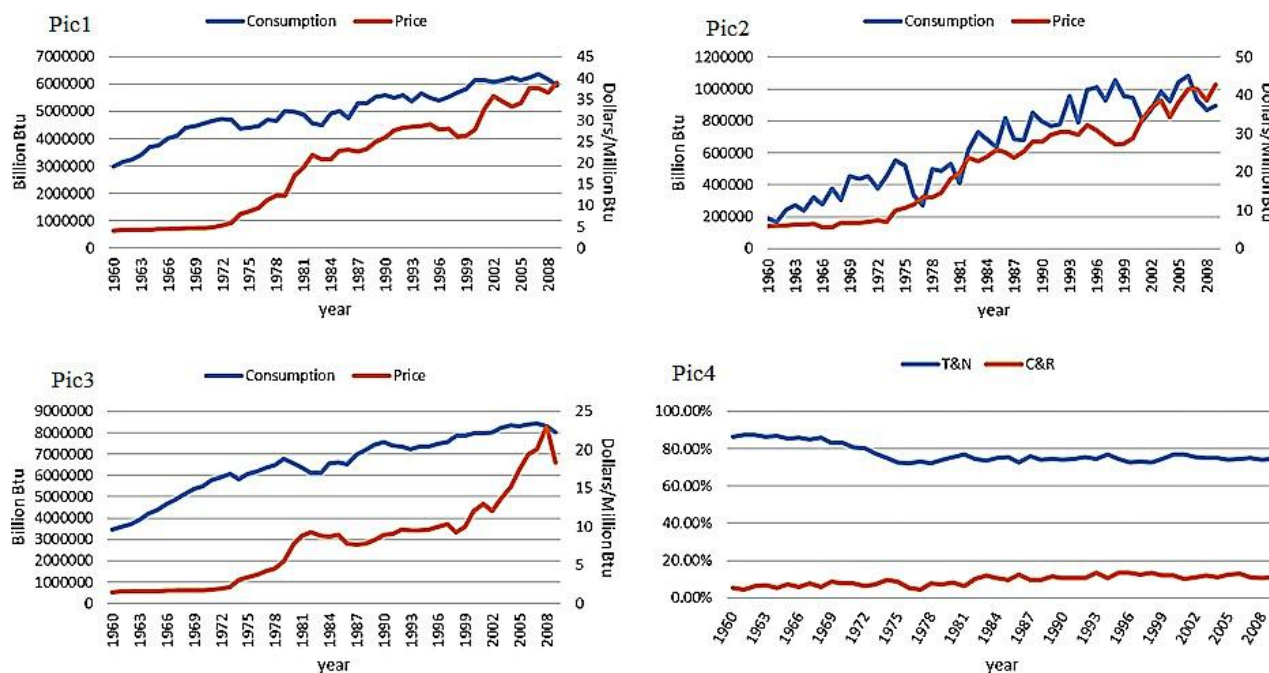 Pic1
Consumption Price
7000000
6000000
5000000
4000000
3000000
2000000
1000000
0
Billion Btu
45
40
35
30
25
20
15
10
5
0
Dollars/Million Btu
1960 1963 1966 1969 1972 1975 1978 1981 1984 1987 1990 1993 1996 1999 2002 2005 2008
year
Pic2
Consumption Price
1200000
1000000
800000
600000
400000
200000
0
Billion Btu
50
40
30
20
10
0
Dollars/Million Btu
1960 1963 1966 1969 1972 1975 1978 1981 1984 1987 1990 1993 1996 1999 2002 2005 2008
year
Pic3
Consumption Price
9000000
8000000
7000000
6000000
5000000
4000000
3000000
2000000
1000000
0
Billion Btu
25
20
15
10
5
0
Dollars/Million Btu
1960 1963 1966 1969 1972 1975 1978 1981 1984 1987 1990 1993 1996 1999 2002 2005 2008
year
Pic4
T&N C&R
100.00%
80.00%
60.00%
40.00%
20.00%
0.00%
1960 1963 1966 1969 1972 1975 1978 1981 1984 1987 1990 1993 1996 1999 2002 2005 2008
year